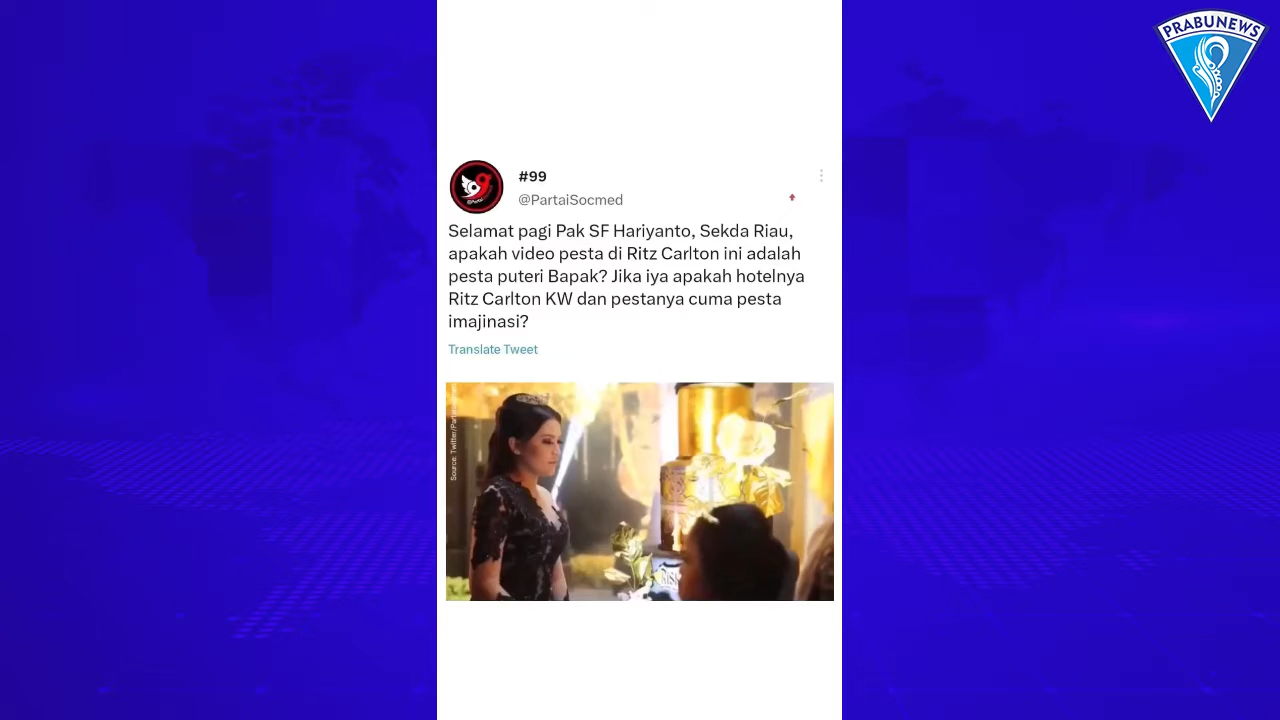 PRABUNEWS
#99
@PartaiSocmed
Selamat pagi Pak SF Hariyanto, Sekda Riau,
apakah video pesta di Ritz Carlton ini adalah
pesta puteri Bapak? Jika iya apakah hotelnya
Ritz Carlton KW dan pestanya cuma pesta
imajinasi?
Translate Tweet